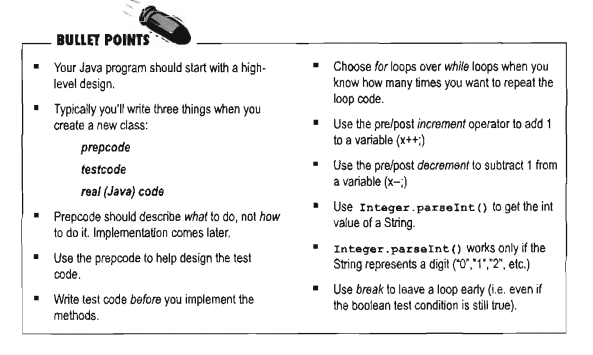 BULLET POINTS
▪ Your Java program should start with a high-
level design.
▪ Typically you'll write three things when you
create a new class:
prepcode
testcode
real (Java) code
▪ Prepcode should describe what to do, not how
to do it. Implementation comes later.
▪ Use the prepcode to help design the test
code.
▪ Write test code before you implement the
methods.
▪ Choose for loops over while loops when you
know how many times you want to repeat the
loop code.
▪ Use the pre/post increment operator to add 1
to a variable (x++;)
▪ Use the pre/post decrement to subtract 1 from
a variable (x–;)
▪ Use Integer.parseInt() to get the int
value of a String.
▪ Integer.parseInt() works only if the
String represents a digit ("0","1","2", etc.)
▪ Use break to leave a loop early (i.e. even if
the boolean test condition is still true).